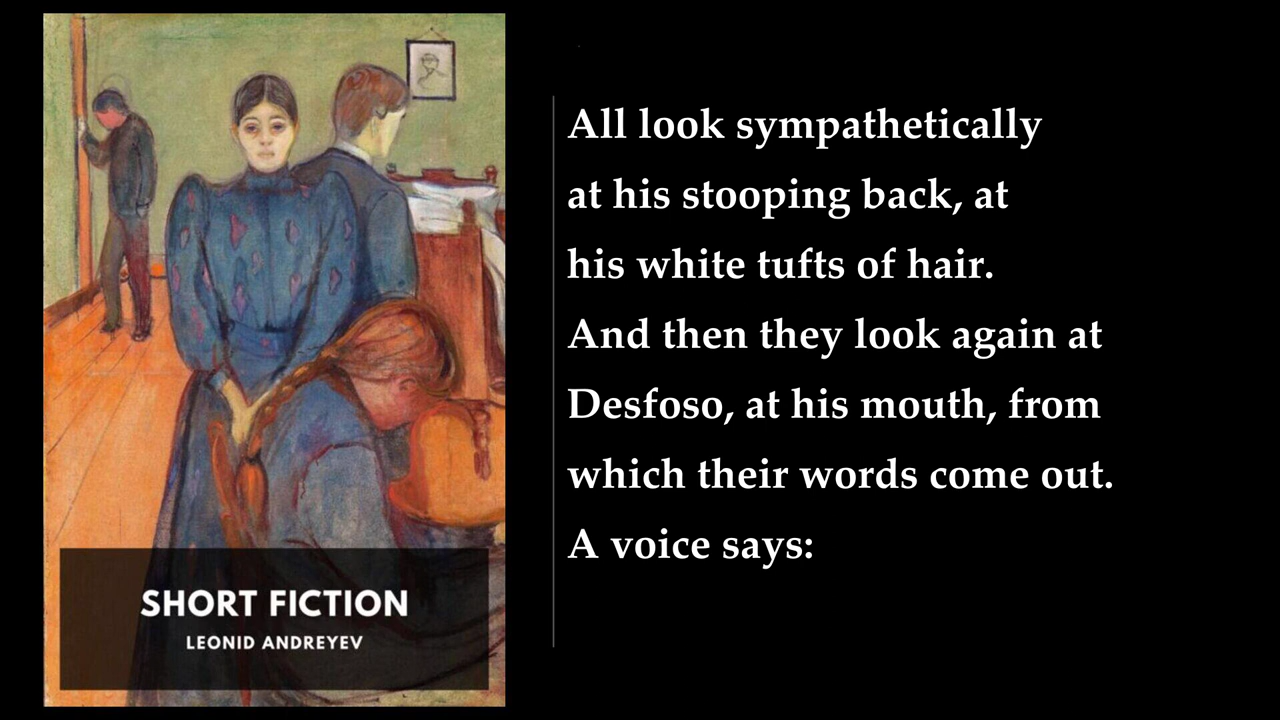 SHORT FICTION
LEONID ANDREYEV
All look sympathetically
at his stooping back, at
his white tufts of hair.
And then they look again at
Desfoso, at his mouth, from
which their words come out.
A voice says: